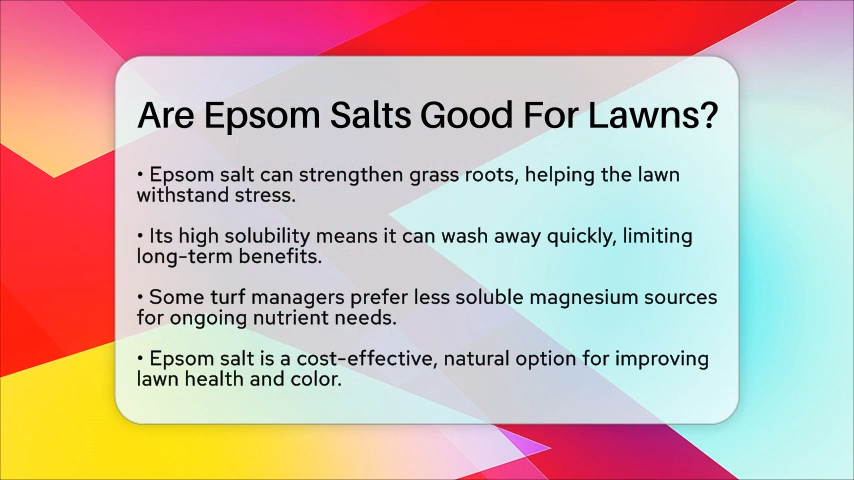 Are Epsom Salts Good For Lawns?
• Epsom salt can strengthen grass roots, helping the lawn
withstand stress.
• Its high solubility means it can wash away quickly, limiting
long-term benefits.
• Some turf managers prefer less soluble magnesium sources
for ongoing nutrient needs.
• Epsom salt is a cost-effective, natural option for improving
lawn health and color.